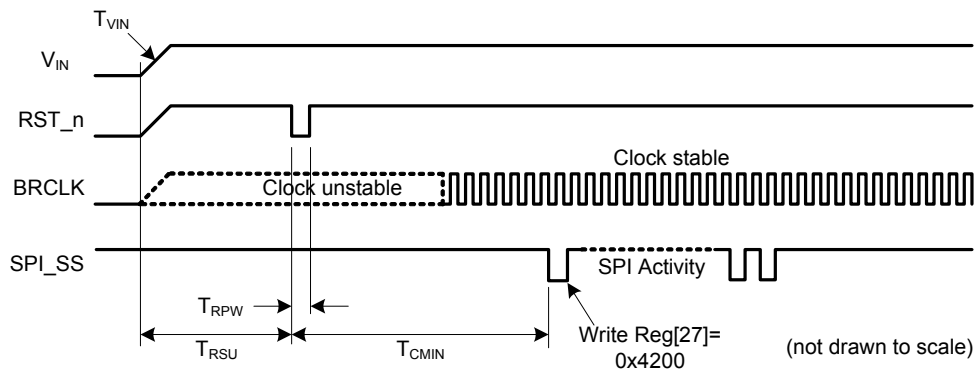 TVIN
VIN
RST_n
Clock stable
BRCLK
Clock unstable
SPI_SS
SPI Activity
TRPW
TRSU
TCMIN
Write Reg[27]=
0x4200
(not drawn to scale)